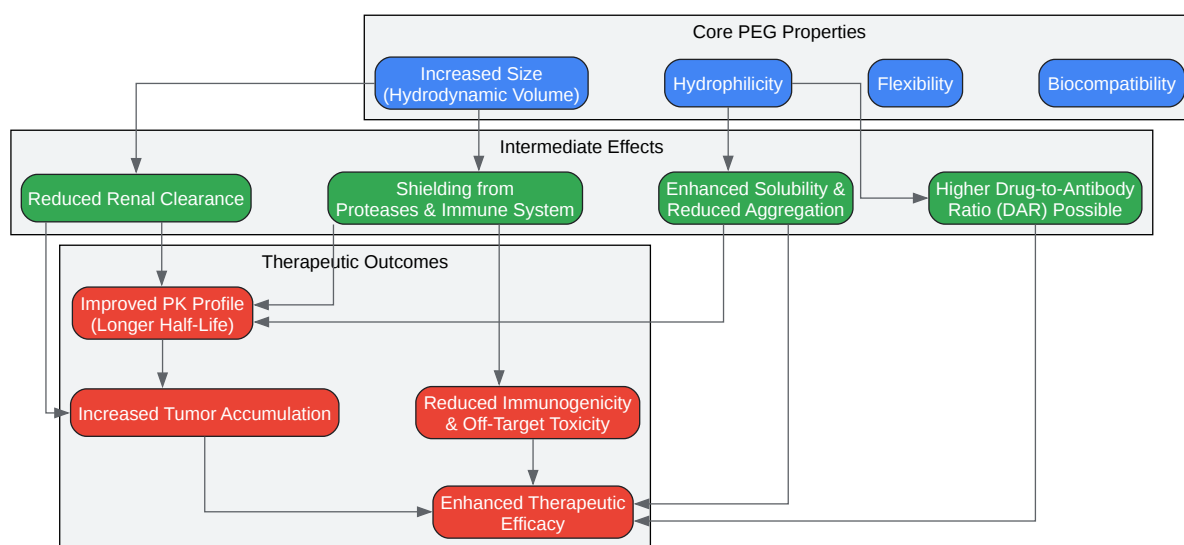 Core PEG Properties
Increased Size
(Hydrodynamic Volume)
Hydrophilicity
Flexibility
Biocompatibility
Intermediate Effects
Reduced Renal Clearance
Shielding from
Proteases & Immune System
Enhanced Solubility &
Reduced Aggregation
Higher Drug-to-Antibody
Ratio (DAR) Possible
Therapeutic Outcomes
Improved PK Profile
(Longer Half-Life)
Increased Tumor Accumulation
Reduced Immunogenicity
& Off-Target Toxicity
Enhanced Therapeutic
Efficacy